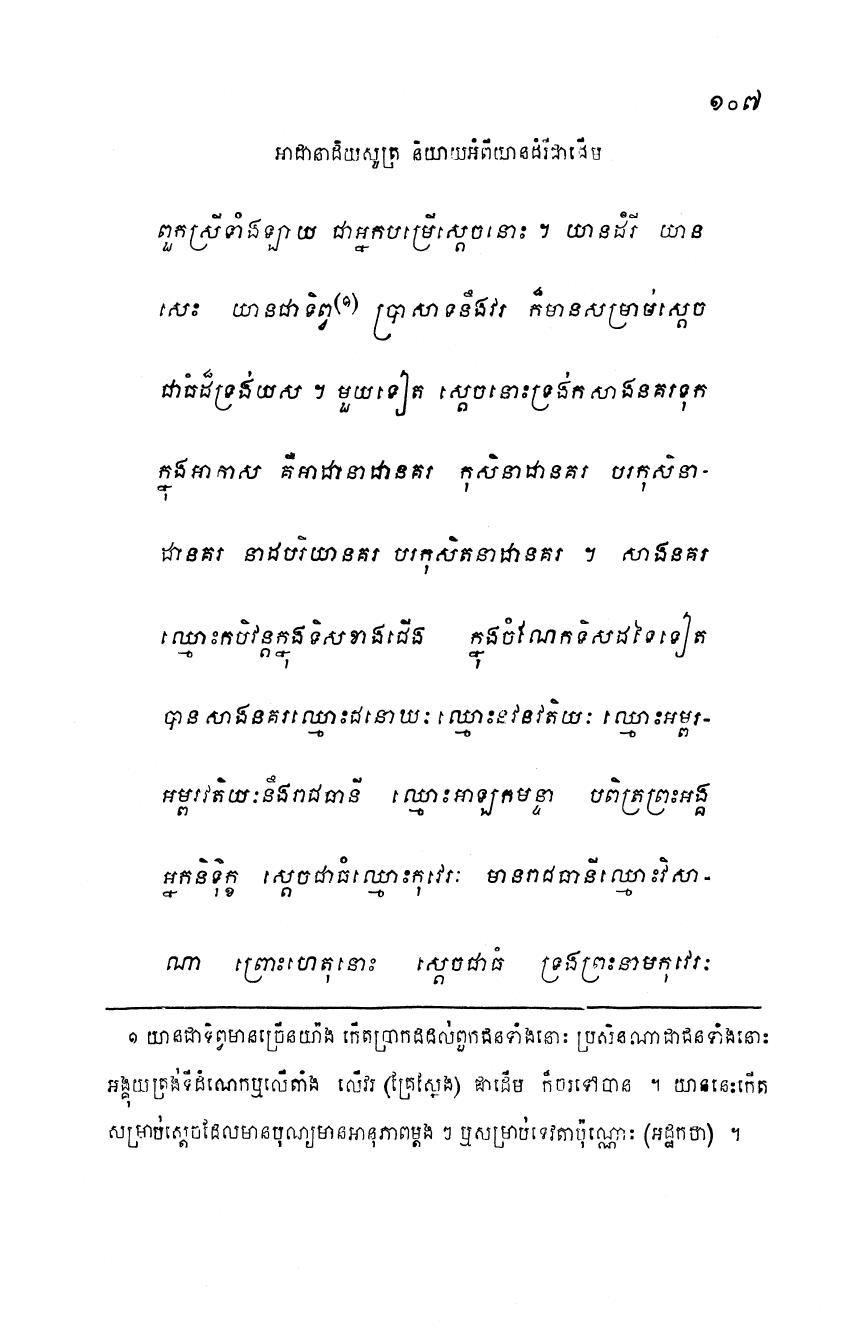 ១០៧
អាដានាដិយសូត្រ និយាយអំពីយានដំរីជាដើម
ពួកស្រីទាំងឡាយ ជាអ្នកបម្រើស្តេចនោះ ។ យានដំរី យាន
សេះ យានជាទិព្វ(១) ប្រាសាទនឹងវរ ក៏មានសម្រាប់ស្តេច
ជាធំដ៏ទ្រង់យស ។ មួយទៀត ស្តេចនោះទ្រង់កសាងនគរទុក
ក្នុងអាកាស គឺអាដានាដានគរ កុសិនាដានគរ បរកុសិនា-
ដានគរ នាដបរិយានគរ បរកុសិតនាដានគរ ។ សាងនគរ
ឈ្មោះកបិវន្តក្នុងទិសខាងជើង ក្នុងចំណែកទិសដទៃទៀត
បានសាងនគរឈ្មោះជនោឃៈ ឈ្មោះនវនវតិយៈ ឈ្មោះអម្ពរ-
អម្ពរវតិយៈនឹងរាជធានី ឈ្មោះអាឡកមន្ទា បពិត្រព្រះអង្គ
អ្នកនិទ៌ុក្ខ ស្តេចជាធំឈ្មោះកុវេរៈ មានរាជធានីឈ្មោះវិសា-
ណា ព្រោះហេតុនោះ ស្តេចជាធំ ទ្រង់ព្រះនាមកុវេរៈ
១ យានជាទិព្វមានច្រើនយ៉ាង កើតប្រាកដដល់ពួកជនទាំងនោះ ប្រសិនណាជាជនទាំងនោះ
អង្គុយត្រង់ទីដំណេកឬលើតាំង លើវរ (គ្រែស្នែង) ជាដើម ក៏ចរទៅបាន ។ យាននេះកើត
សម្រាប់ស្តេចដែលមានបុណ្យមានអានុភាពម្តង ៗ ឬសម្រាប់ទេវតាប៉ុណ្ណោះ (អដ្ឋកថា) ។